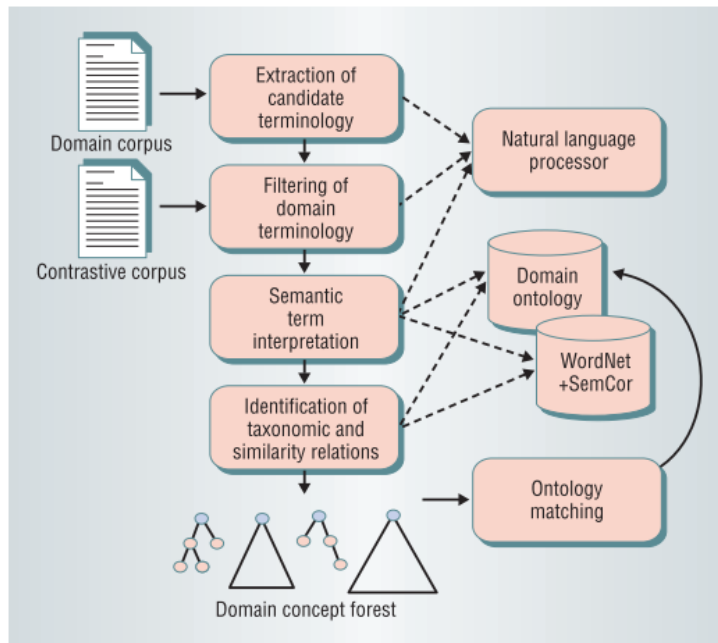 Extraction of
candidate
terminology
Domain corpus
Natural language
processor
Filtering of
domain
terminology
Contrastive corpus
Semantic
term
interpretation
Domain
ontology
WordNet
+SemCor
Identification of
taxonomic and
similarity relations
Ontology
matching
Domain concept forest